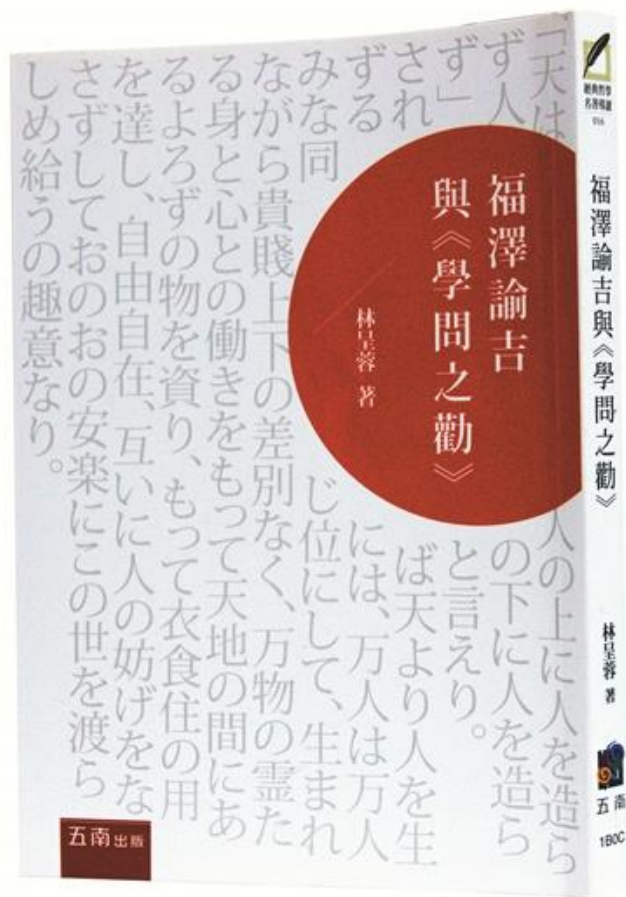 福澤諭吉
與《學問之勸》
林呈蓉 著
「天は人の上に人を造ら
ず人の下に人を造ら
ず」と言えり。
されば天より人を生
ずるには、万人は万人
みな同じ位にして、生まれ
ながら貴賤上下の差別なく、万物の霊た
る身と心との働きをもって天地の間にあ
るよろずの物を資り、もって衣食住の用
を達し、自由自在、互いに人の妨げをな
さずしておのおの安楽にこの世を渡ら
しめ給うの趣意なり。
五南出版
經典哲學
名著導讀
016
福澤諭吉與《學問之勸》
林呈蓉 著
五南
1B0C